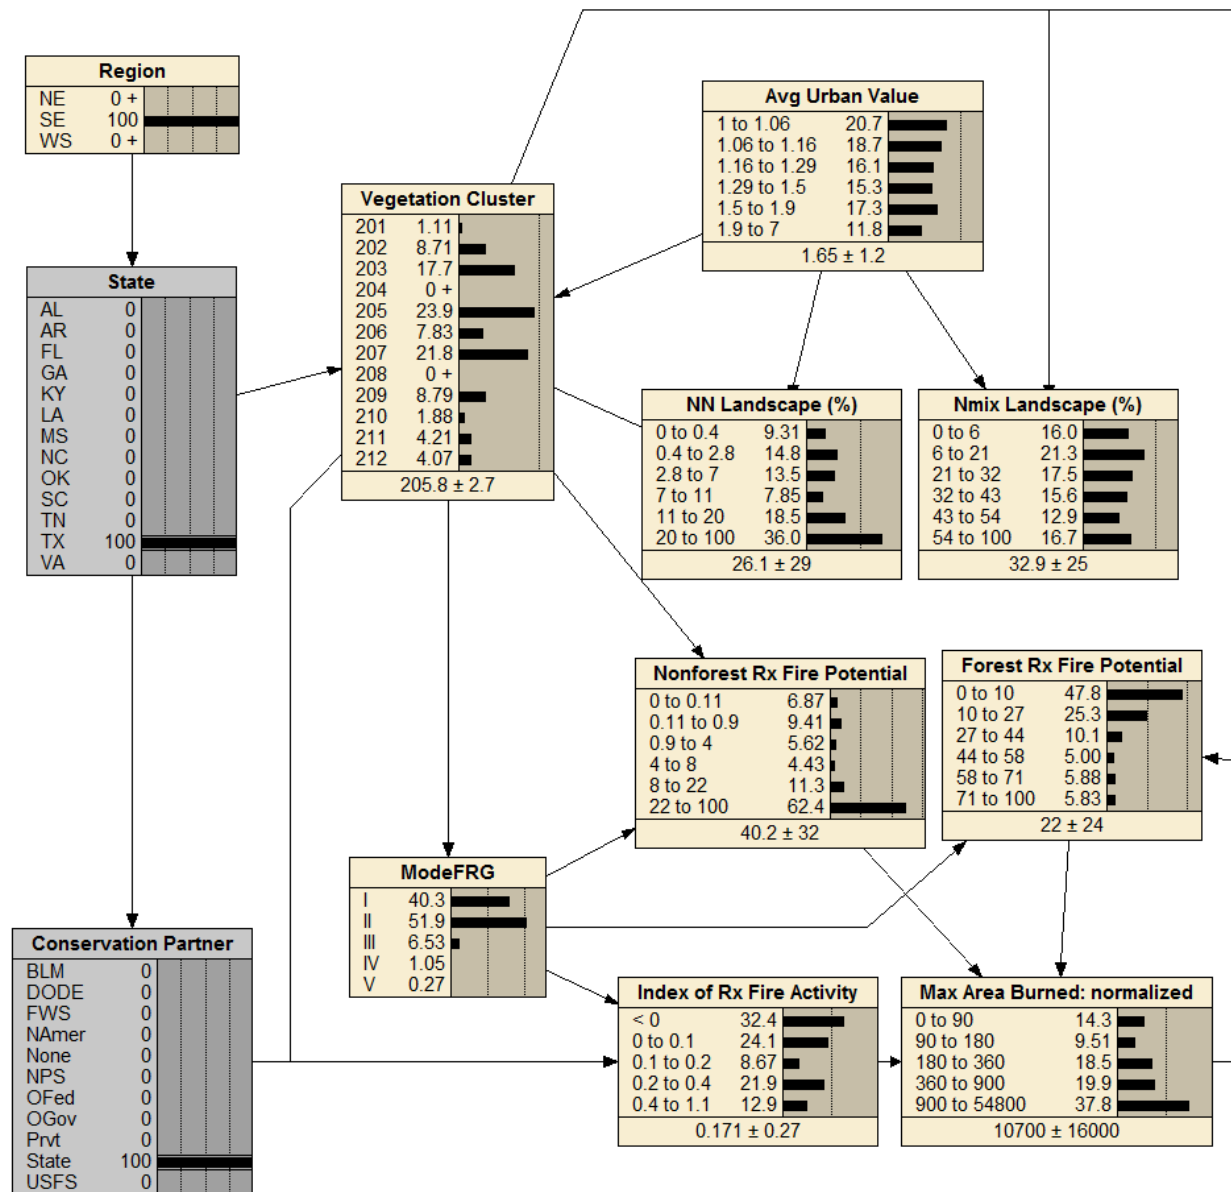 Region
NE 0 +
SE 100
WS 0 +
Avg Urban Value
1 to 1.06 20.7
1.06 to 1.16 18.7
1.16 to 1.29 16.1
1.29 to 1.5 15.3
1.5 to 1.9 17.3
1.9 to 7 11.8
1.65 ± 1.2
Vegetation Cluster
201 1.11
202 8.71
203 17.7
204 0 +
205 23.9
206 7.83
207 21.8
208 0 +
209 8.79
210 1.88
211 4.21
212 4.07
205.8 ± 2.7
State
AL 0
AR 0
FL 0
GA 0
KY 0
LA 0
MS 0
NC 0
OK 0
SC 0
TN 0
TX 100
VA 0
NN Landscape (%)
0 to 0.4 9.31
0.4 to 2.8 14.8
2.8 to 7 13.5
7 to 11 7.85
11 to 20 18.5
20 to 100 36.0
26.1 ± 29
Nmix Landscape (%)
0 to 6 16.0
6 to 21 21.3
21 to 32 17.5
32 to 43 15.6
43 to 54 12.9
54 to 100 16.7
32.9 ± 25
Nonforest Rx Fire Potential
0 to 0.11 6.87
0.11 to 0.9 9.41
0.9 to 4 5.62
4 to 8 4.43
8 to 22 11.3
22 to 100 62.4
40.2 ± 32
Forest Rx Fire Potential
0 to 10 47.8
10 to 27 25.3
27 to 44 10.1
44 to 58 5.00
58 to 71 5.88
71 to 100 5.83
22 ± 24
ModeFRG
I 40.3
II 51.9
III 6.53
IV 1.05
V 0.27
Conservation Partner
BLM 0
DODE 0
FWS 0
NAmer 0
None 0
NPS 0
OFed 0
OGov 0
Prvt 0
State 100
USFS 0
Index of Rx Fire Activity
< 0 32.4
0 to 0.1 24.1
0.1 to 0.2 8.67
0.2 to 0.4 21.9
0.4 to 1.1 12.9
0.171 ± 0.27
Max Area Burned: normalized
0 to 90 14.3
90 to 180 9.51
180 to 360 18.5
360 to 900 19.9
900 to 54800 37.8
10700 ± 16000